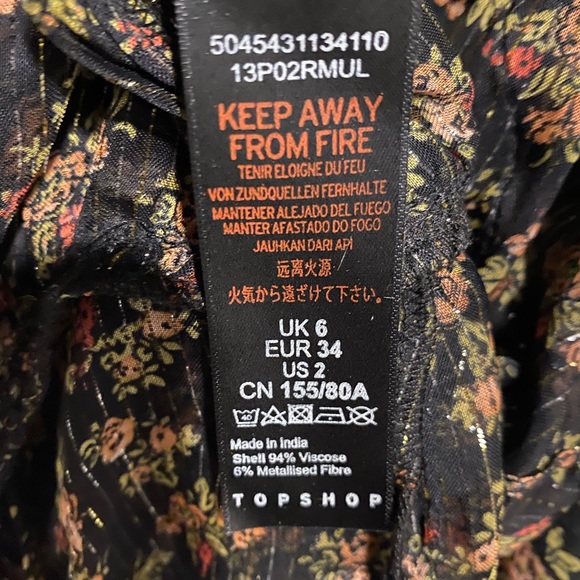 5045431134110
13P02RMUL
KEEP AWAY
FROM FIRE
TENIR ELOIGNE DU FEU
VON ZUNDQUELLEN FERNHALTE
MANTENER ALEJADO DEL FUEGO
MANTER AFASTADO DO FOGO
JAUHKAN DARI API
远离火源
火気から遠ざけて下さい。
UK 6
EUR 34
US 2
CN 155/80A
40
Made in India
Shell 94% Viscose
6% Metallised Fibre
TOPSHOP